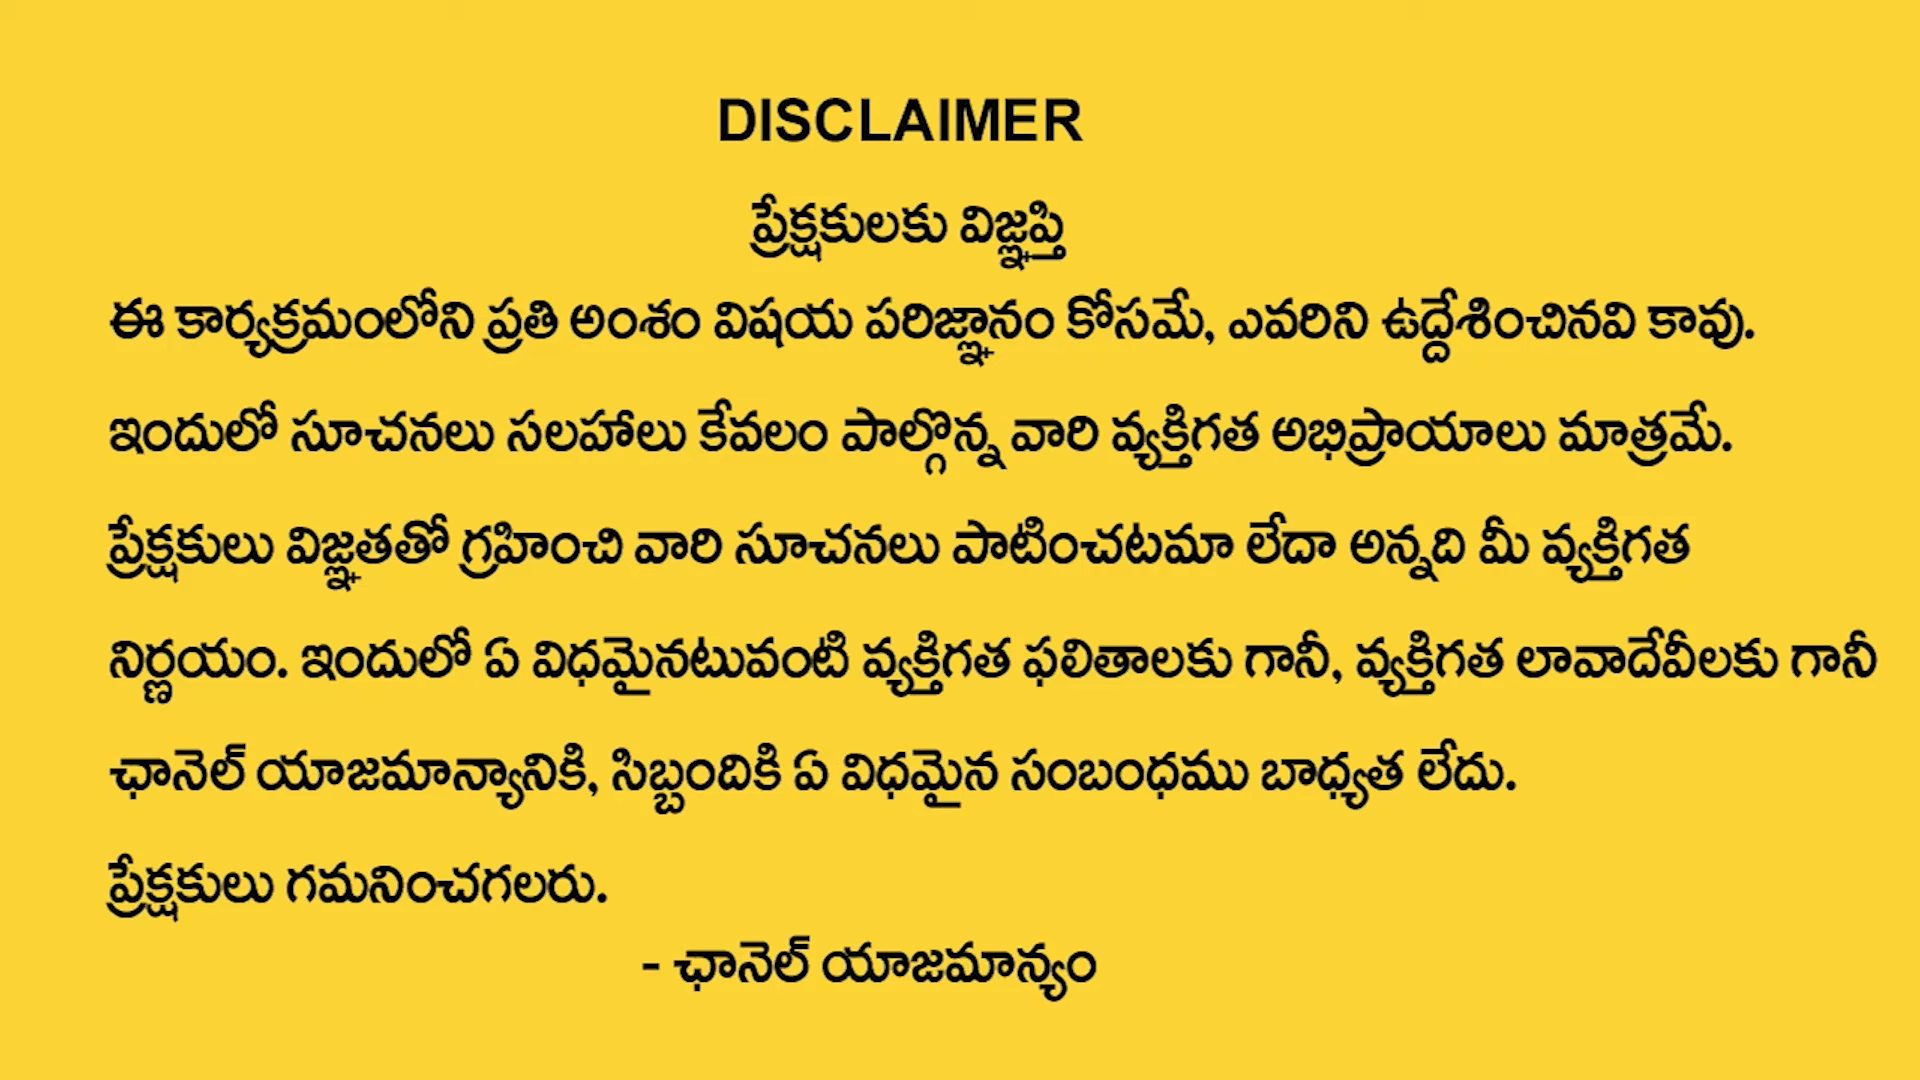 DISCLAIMER
ప్రేక్షకులకు విజ్ఞప్తి
ఈ కార్యక్రమంలోని ప్రతి అంశం విషయ పరిజ్ఞానం కోసమే, ఎవరిని ఉద్దేశించినవి కావు.
ఇందులో సూచనలు సలహాలు కేవలం పాల్గొన్న వారి వ్యక్తిగత అభిప్రాయాలు మాత్రమే.
ప్రేక్షకులు విజ్ఞతతో గ్రహించి వారి సూచనలు పాటించటమా లేదా అన్నది మీ వ్యక్తిగత
నిర్ణయం. ఇందులో ఏ విధమైనటువంటి వ్యక్తిగత ఫలితాలకు గానీ, వ్యక్తిగత లావాదేవీలకు గానీ
ఛానెల్ యాజమాన్యానికి, సిబ్బందికి ఏ విధమైన సంబంధము బాధ్యత లేదు.
ప్రేక్షకులు గమనించగలరు.
- ఛానెల్ యాజమాన్యం